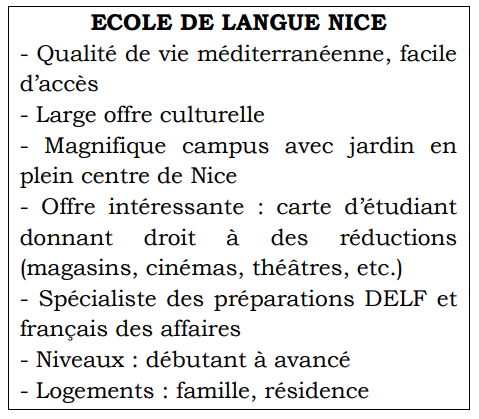 ECOLE DE LANGUE NICE
- Qualité de vie méditerranéenne, facile
d’accès
- Large offre culturelle
- Magnifique campus avec jardin en
plein centre de Nice
- Offre intéressante : carte d’étudiant
donnant droit à des réductions
(magasins, cinémas, théâtres, etc.)
- Spécialiste des préparations DELF et
français des affaires
- Niveaux : débutant à avancé
- Logements : famille, résidence